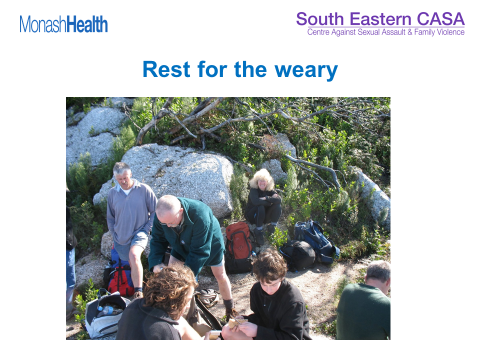 MonashHealth
South Eastern CASA
Centre Against Sexual Assault & Family Violence
Rest for the weary